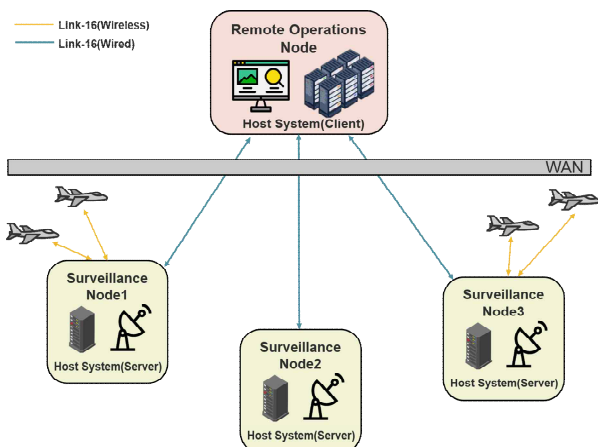 Link-16(Wireless)
Link-16(Wired)
Remote Operations
Node
Host System(Client)
WAN
Surveillance
Node1
Host System(Server)
Surveillance
Node2
Host System(Server)
Surveillance
Node3
Host System(Server)